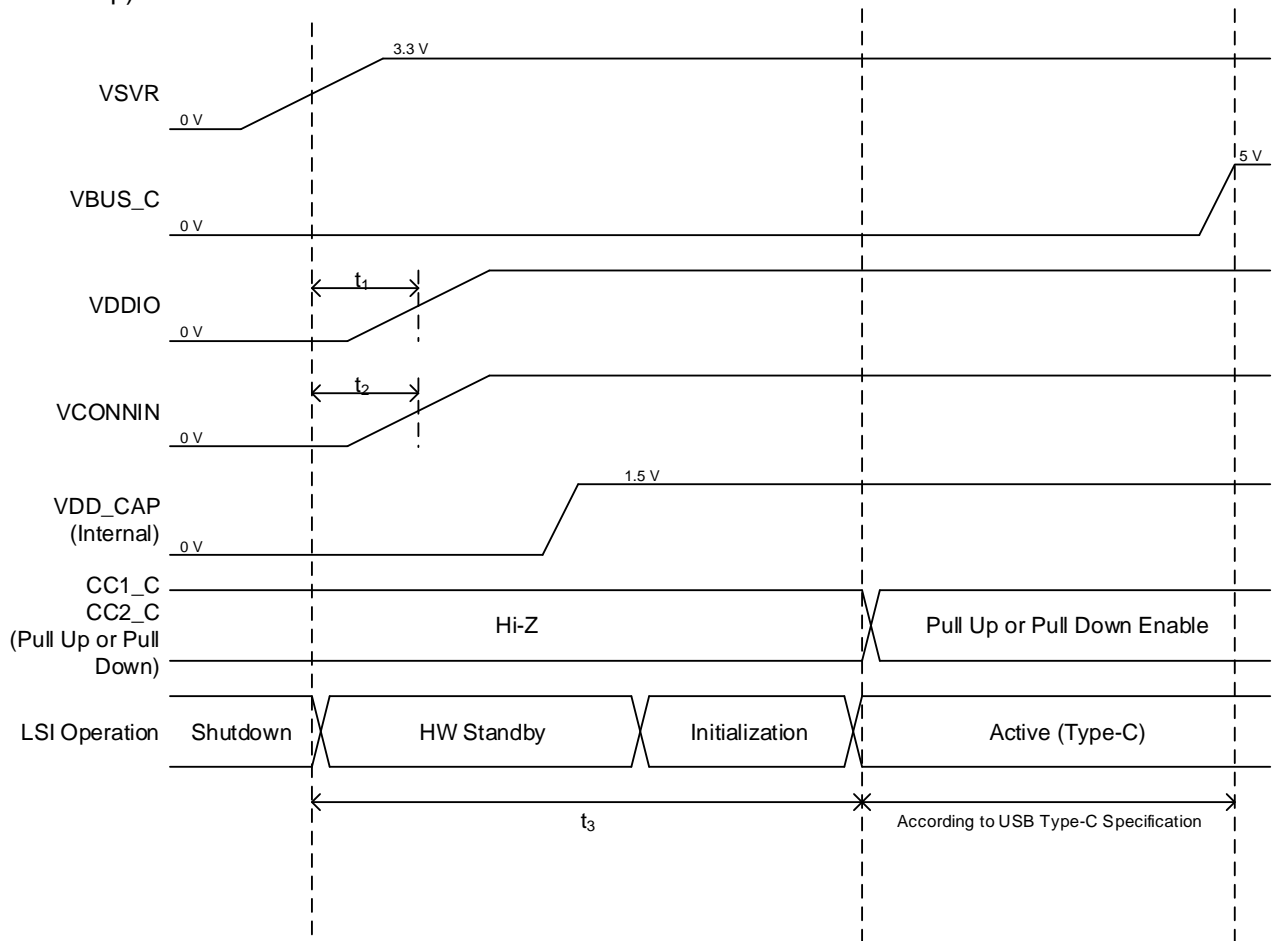 p)
3.3 V
VSVR
0 V
5 V
VBUS_C
0 V
t1
VDDIO
0 V
t2
VCONNIN
0 V
1.5 V
VDD_CAP
(Internal)
0 V
CC1_C
CC2_C
(Pull Up or Pull
Down)
Hi-Z
Pull Up or Pull Down Enable
LSI Operation
Shutdown
HW Standby
Initialization
Active (Type-C)
t3
According to USB Type-C Specification